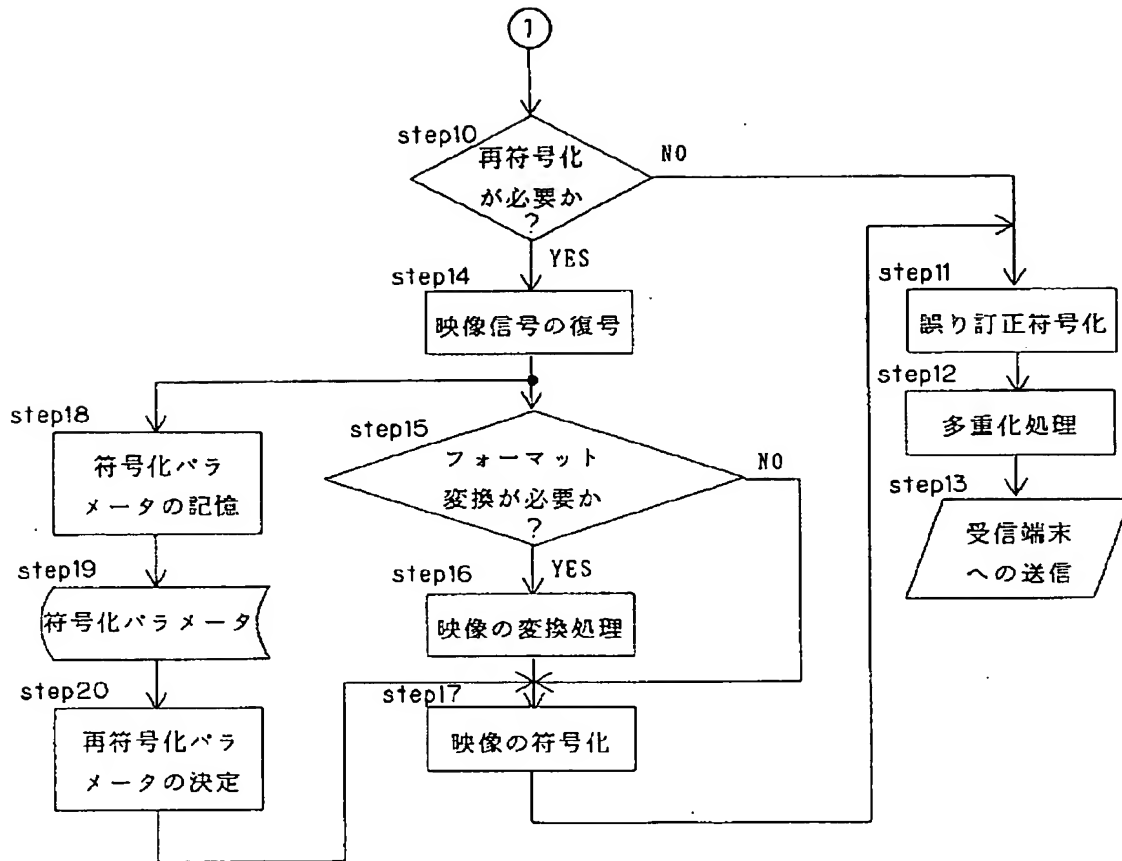 1
step10
再符号化
が必要か
?
NO
YES
step14
映像信号の復号
step18
符号化パラ
メータの記憶
step19
符号化パラメータ
step20
再符号化パラ
メータの決定
step15
フォーマット
変換が必要か
?
NO
YES
step16
映像の変換処理
step17
映像の符号化
step11
誤り訂正符号化
step12
多重化処理
step13
受信端末
への送信